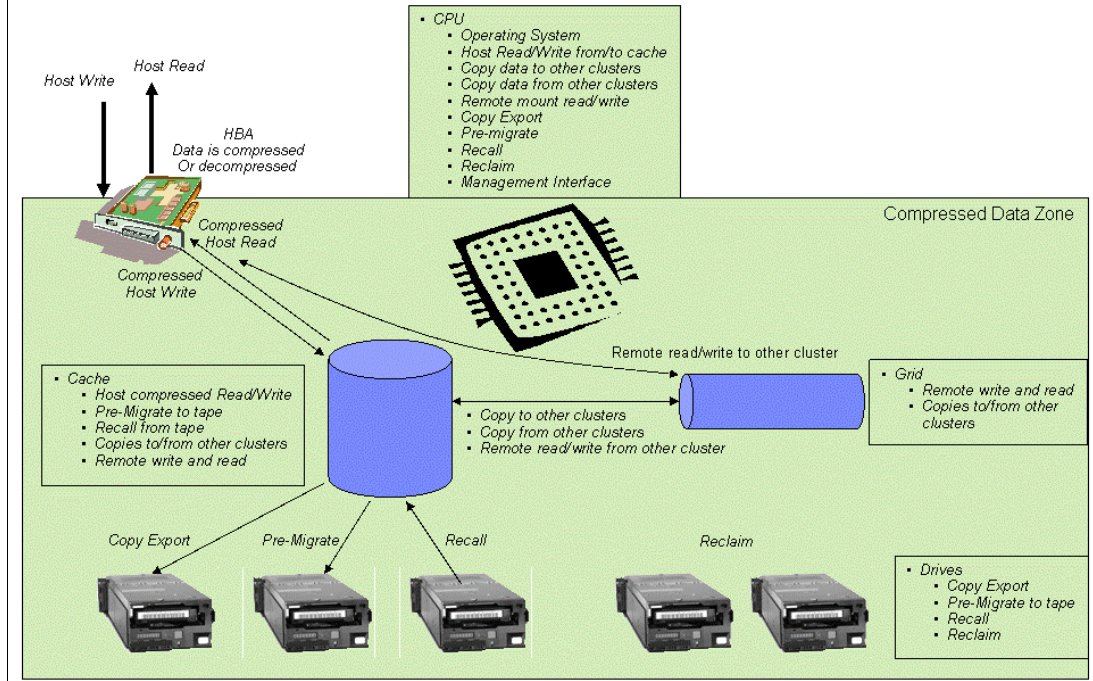 ▪ CPU
▪ Operating System
▪ Host Read/Write from/to cache
▪ Copy data to other clusters
▪ Copy data from other clusters
▪ Remote mount read/write
▪ Copy Export
▪ Pre-migrate
▪ Recall
▪ Reclaim
▪ Management Interface
Host Read
Host Write
HBA
Data is compressed
Or decompressed
Compressed Data Zone
Compressed
Host Read
Compressed
Host Write
Remote read/write to other cluster
▪ Cache
▪ Host compressed Read/Write
▪ Pre-Migrate to tape
▪ Recall from tape
▪ Copies to/from other clusters
▪ Remote write and read
▪ Grid
▪ Remote write and read
▪ Copies to/from other
clusters
▪ Copy to other clusters
▪ Copy from other clusters
▪ Remote read/write from other cluster
Copy Export
Pre-Migrate
Recall
Reclaim
▪ Drives
▪ Copy Export
▪ Pre-Migrate to tape
▪ Recall
▪ Reclaim